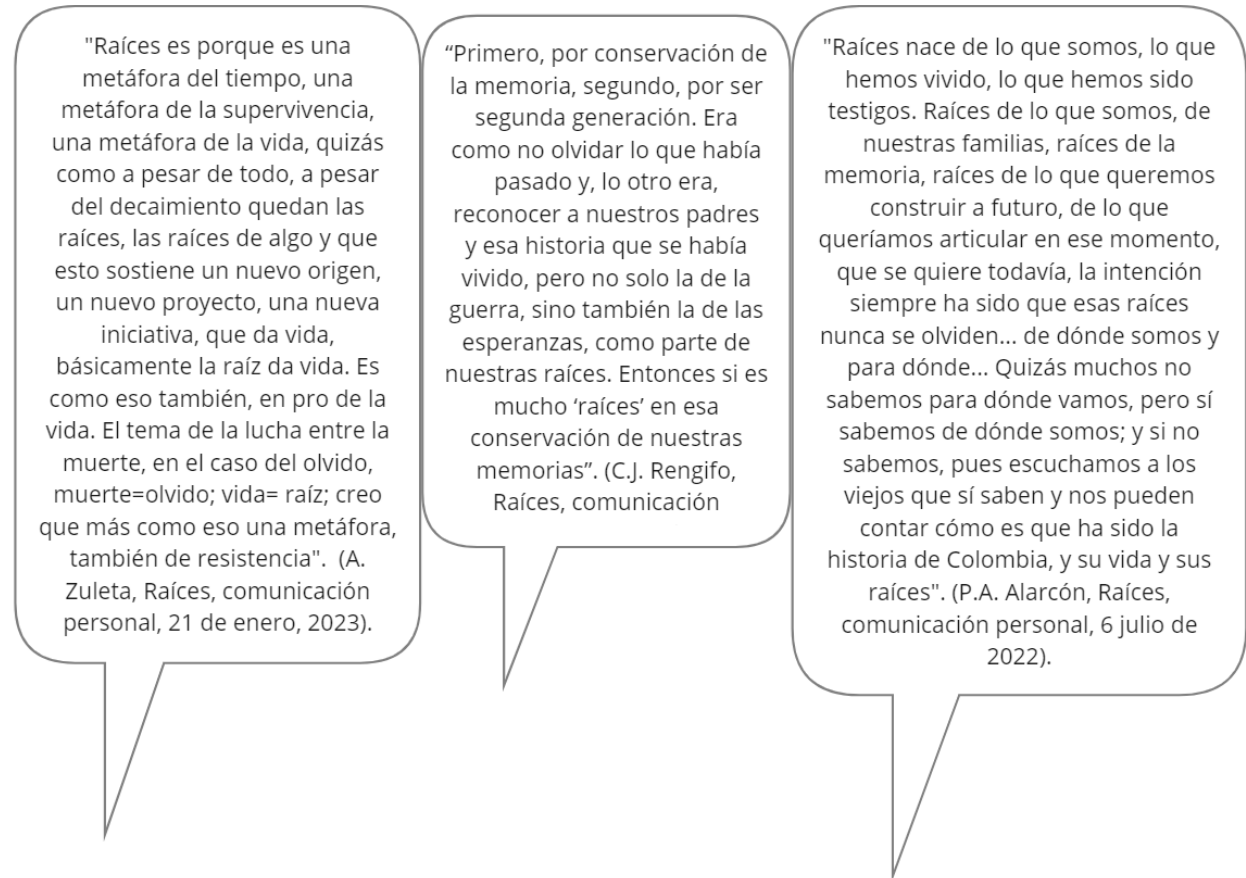 "Raíces es porque es una
metáfora del tiempo, una
metáfora de la supervivencia,
una metáfora de la vida, quizás
como a pesar de todo, a pesar
del decaimiento quedan las
raíces, las raíces de algo y que
esto sostiene un nuevo origen,
un nuevo proyecto, una nueva
iniciativa, que da vida,
básicamente la raíz da vida. Es
como eso también, en pro de la
vida. El tema de la lucha entre la
muerte, en el caso del olvido,
muerte=olvido; vida= raíz; creo
que más como eso una metáfora,
también de resistencia". (A.
Zuleta, Raíces, comunicación
personal, 21 de enero, 2023).
“Primero, por conservación de
la memoria, segundo, por ser
segunda generación. Era
como no olvidar lo que había
pasado y, lo otro era,
reconocer a nuestros padres
y esa historia que se había
vivido, pero no solo la de la
guerra, sino también la de las
esperanzas, como parte de
nuestras raíces. Entonces si es
mucho ‘raíces’ en esa
conservación de nuestras
memorias”. (C.J. Rengifo,
Raíces, comunicación
"Raíces nace de lo que somos, lo que
hemos vivido, lo que hemos sido
testigos. Raíces de lo que somos, de
nuestras familias, raíces de la
memoria, raíces de lo que queremos
construir a futuro, de lo que
queríamos articular en ese momento,
que se quiere todavía, la intención
siempre ha sido que esas raíces
nunca se olviden... de dónde somos y
para dónde... Quizás muchos no
sabemos para dónde vamos, pero sí
sabemos de dónde somos; y si no
sabemos, pues escuchamos a los
viejos que sí saben y nos pueden
contar cómo es que ha sido la
historia de Colombia, y su vida y sus
raíces". (P.A. Alarcón, Raíces,
comunicación personal, 6 julio de
2022).